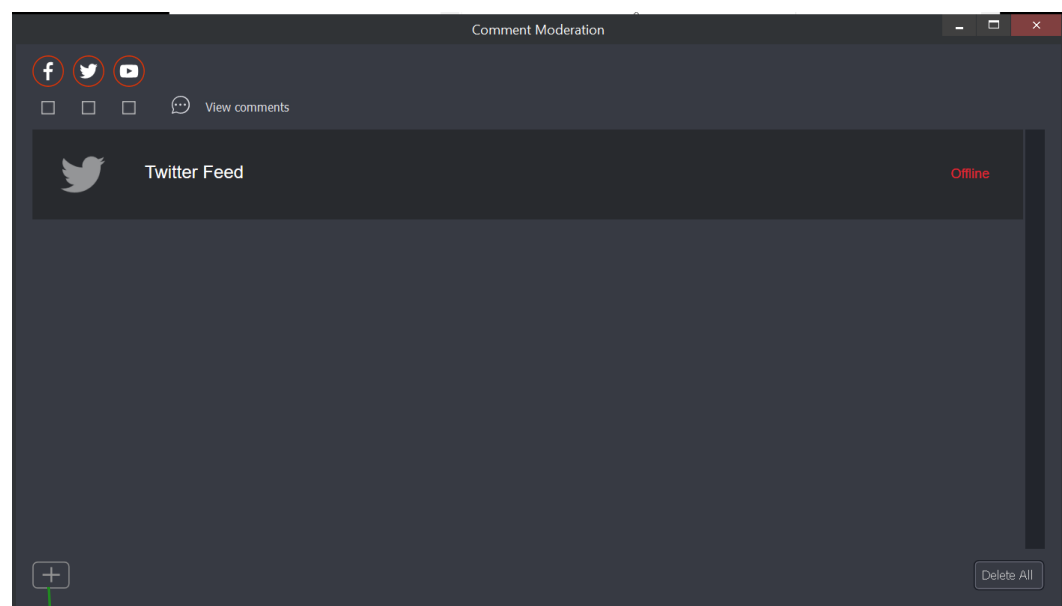 Comment Moderation
View comments
Twitter Feed
Offline
Delete All